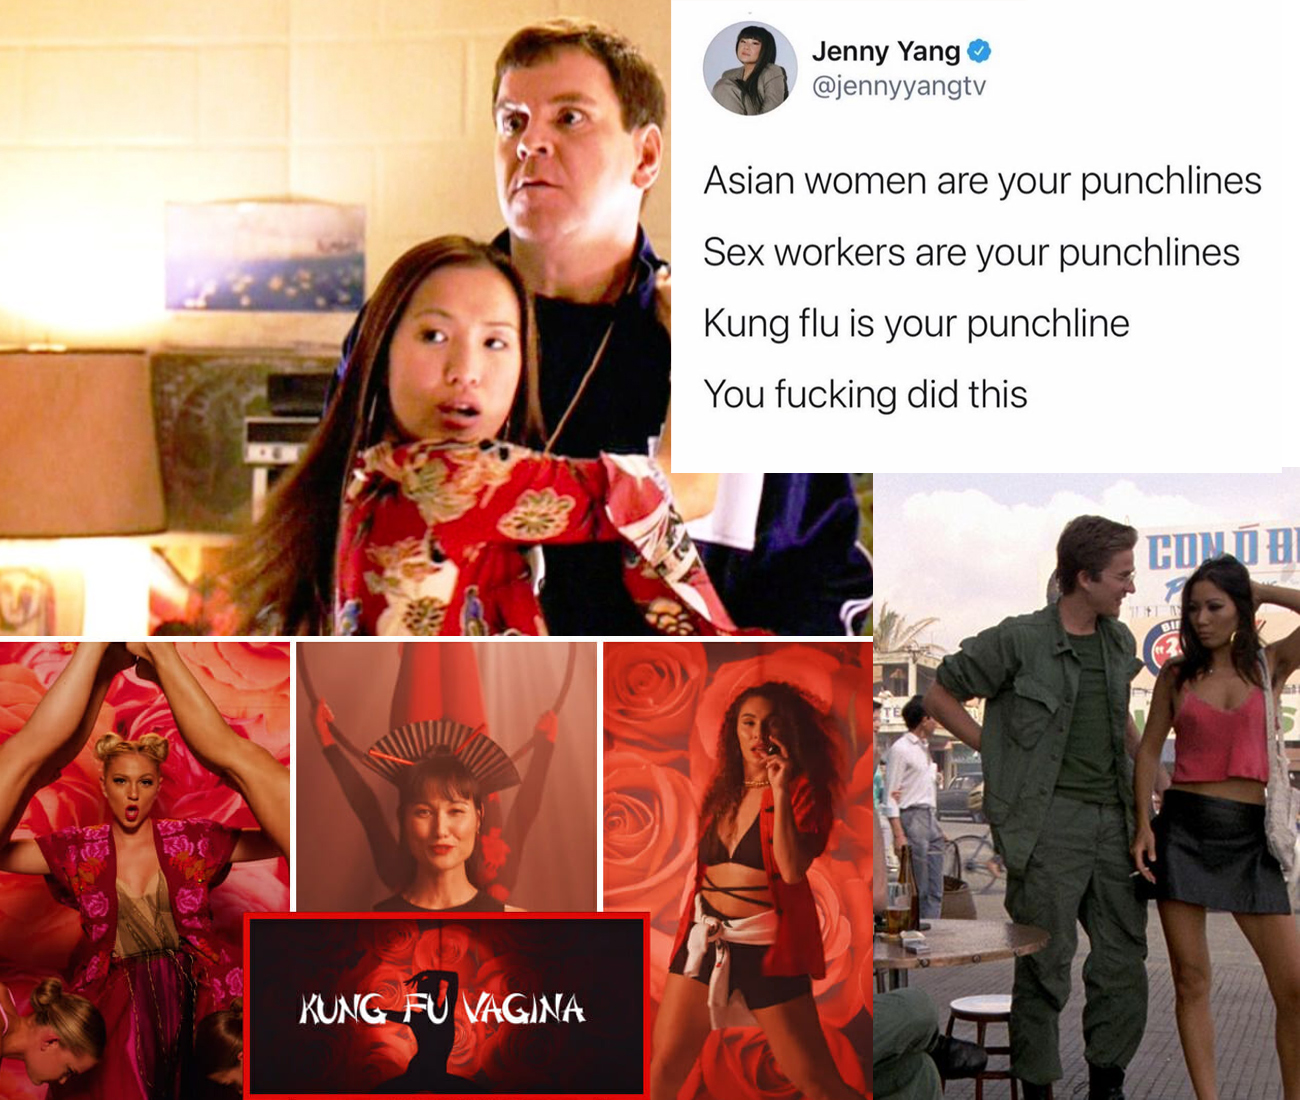 Jenny Yang
@jennyyangtv
Asian women are your punchlines
Sex workers are your punchlines
Kung flu is your punchline
You fucking did this
CON Ó
KUNG FU VAGINA